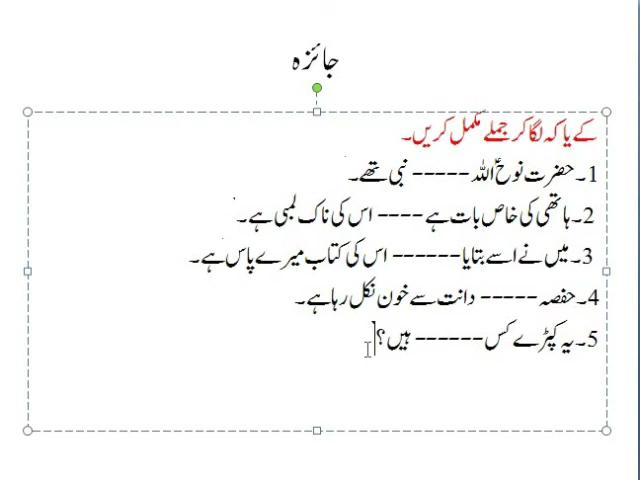 جائزہ
کے یا کہ لگا کر جملے مکمل کریں۔
1۔ حضرت نوحؑ اللہ ----- نبی تھے۔
2۔ ہاتھی کی خاص بات ہے ---- اس کی ناک لمبی ہے۔
3۔ میں نے اسے بتایا ------ اس کی کتاب میرے پاس ہے۔
4۔ حفصہ ----- دانت سے خون نکل رہا ہے۔
5۔ یہ کپڑے کس ------ ہیں؟